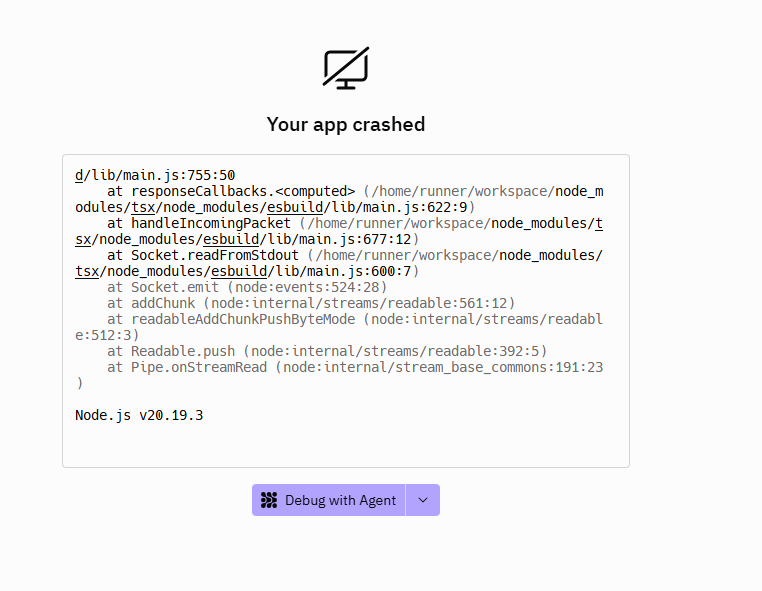 Your app crashed
d/lib/main.js:755:50
    at responseCallbacks.<computed> (/home/runner/workspace/node_m
odules/tsx/node_modules/esbuild/lib/main.js:622:9)
    at handleIncomingPacket (/home/runner/workspace/node_modules/t
sx/node_modules/esbuild/lib/main.js:677:12)
    at Socket.readFromStdout (/home/runner/workspace/node_modules/
tsx/node_modules/esbuild/lib/main.js:600:7)
    at Socket.emit (node:events:524:28)
    at addChunk (node:internal/streams/readable:561:12)
    at readableAddChunkPushByteMode (node:internal/streams/readabl
e:512:3)
    at Readable.push (node:internal/streams/readable:392:5)
    at Pipe.onStreamRead (node:internal/stream_base_commons:191:23
)
Node.js v20.19.3
Debug with Agent